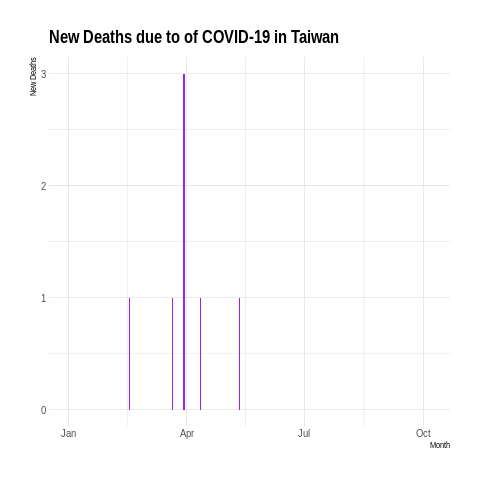 New Deaths due to of COVID-19 in Taiwan
New Deaths
3
2
1
0
Jan Apr Jul Oct
Month